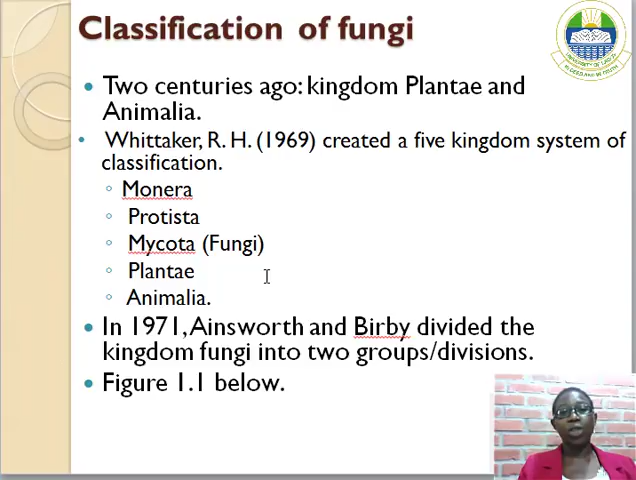 Classification of fungi
Two centuries ago: kingdom Plantae and
Animalia.
Whittaker, R. H. (1969) created a five kingdom system of
classification.
Monera
Protista
Mycota (Fungi)
Plantae
Animalia.
In 1971, Ainsworth and Birby divided the
kingdom fungi into two groups/divisions.
Figure 1.1 below.